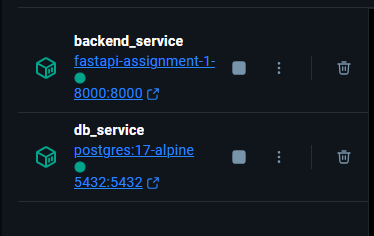 backend_service
fastapi-assignment-1-
8000:8000
db_service
postgres:17-alpine
5432:5432